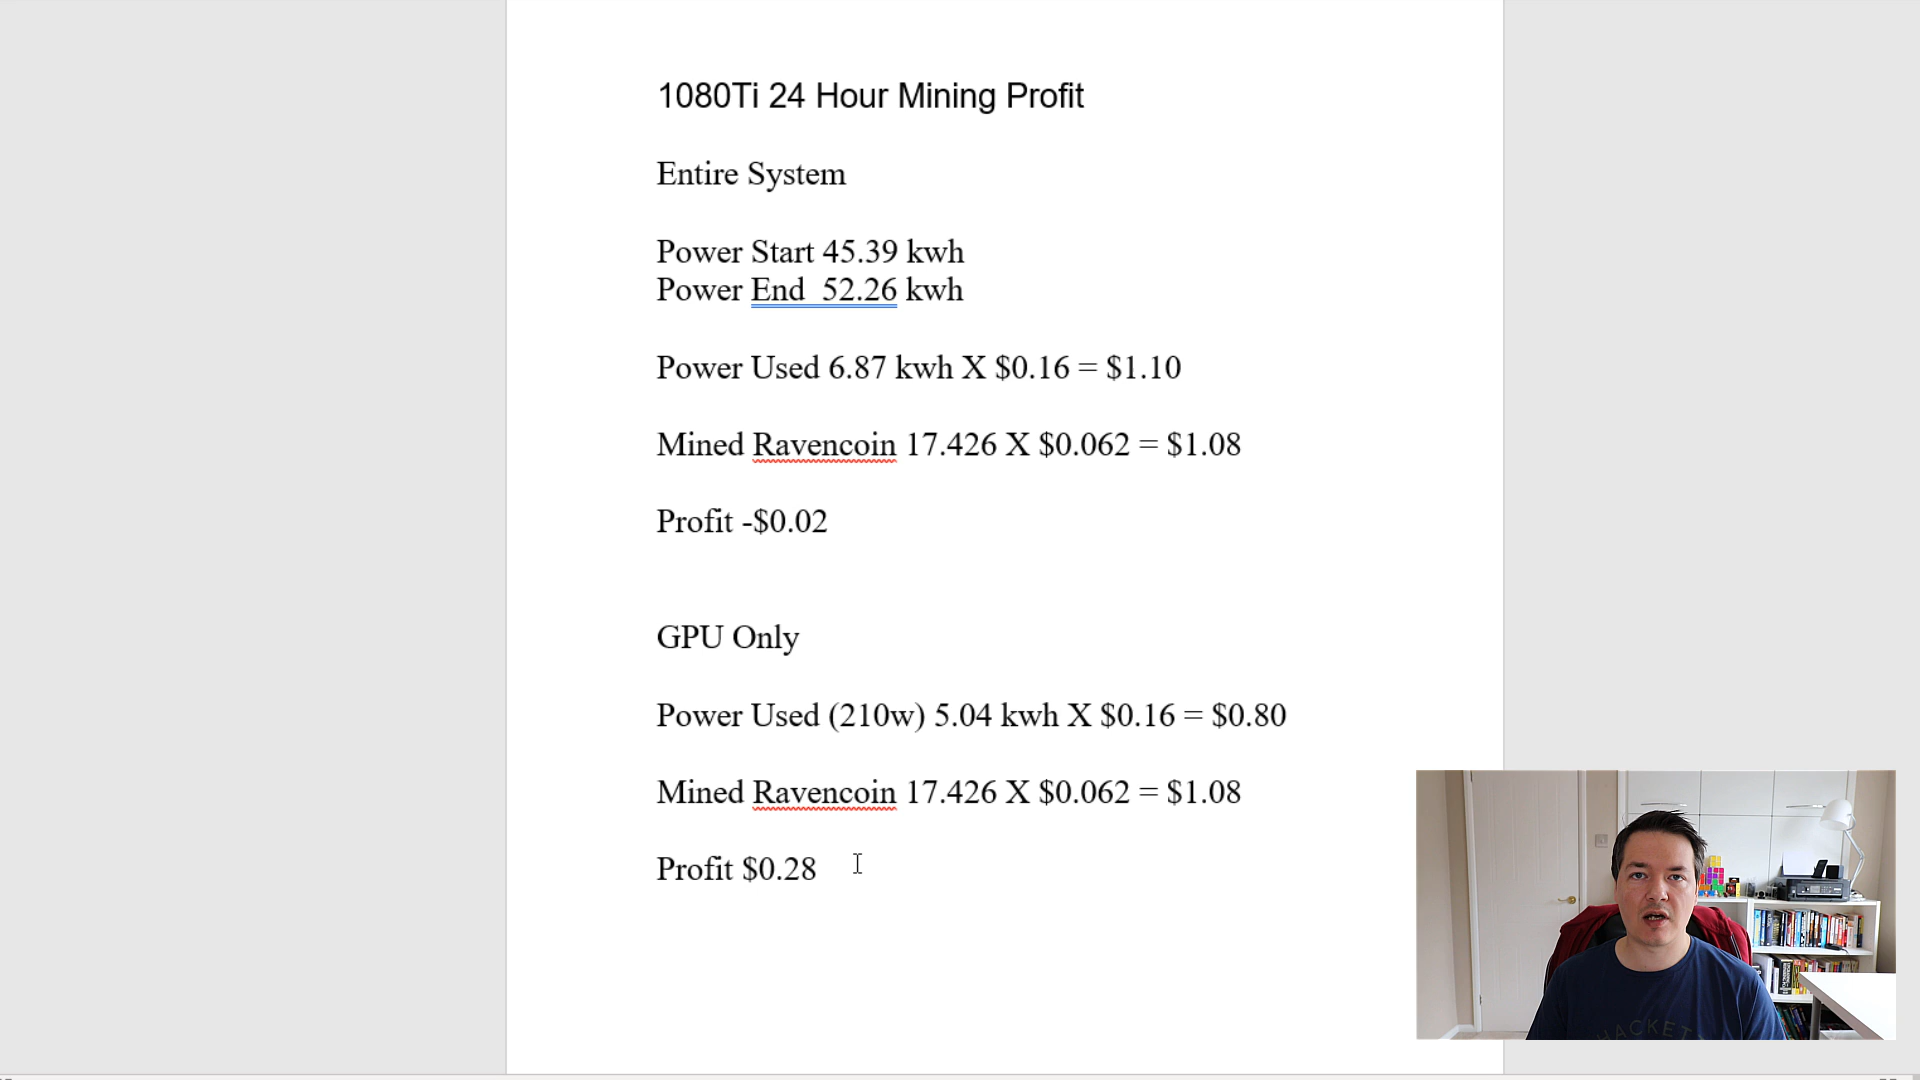 1080Ti 24 Hour Mining Profit
Entire System
Power Start 45.39 kwh
Power End  52.26 kwh
Power Used 6.87 kwh X $0.16 = $1.10
Mined Ravencoin 17.426 X $0.062 = $1.08
Profit -$0.02
GPU Only
Power Used (210w) 5.04 kwh X $0.16 = $0.80
Mined Ravencoin 17.426 X $0.062 = $1.08
Profit $0.28